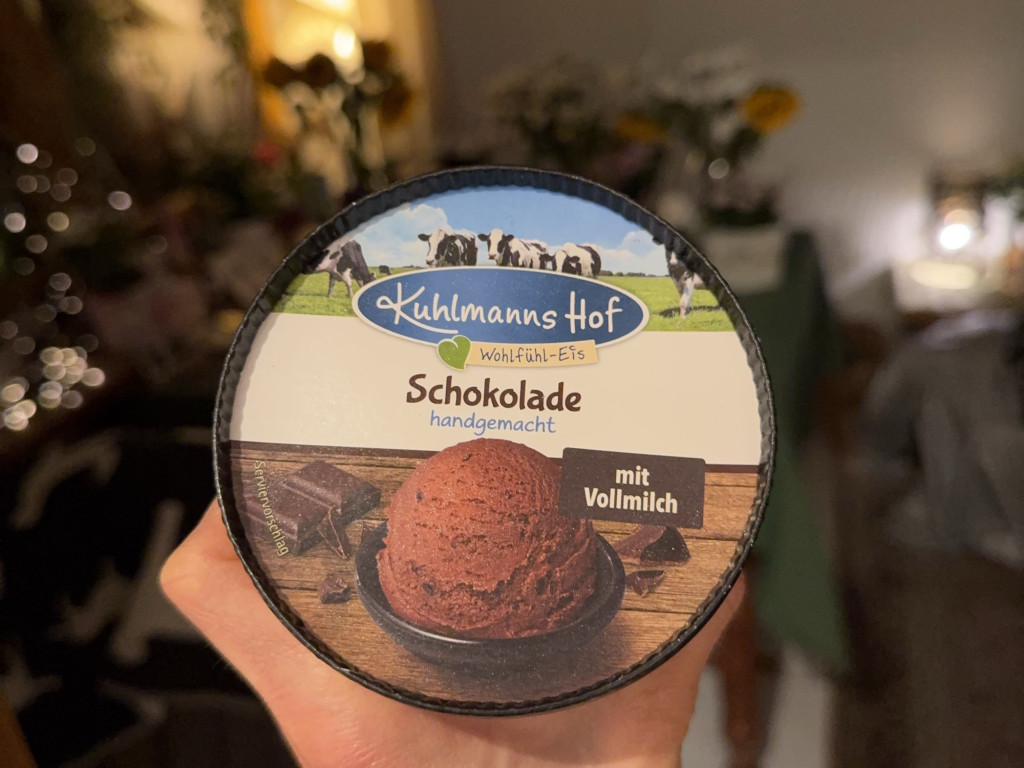 Kuhlmanns Hof
Wohlfühl-Eis
Schokolade
handgemacht
mit
Vollmilch
Serviervorschlag